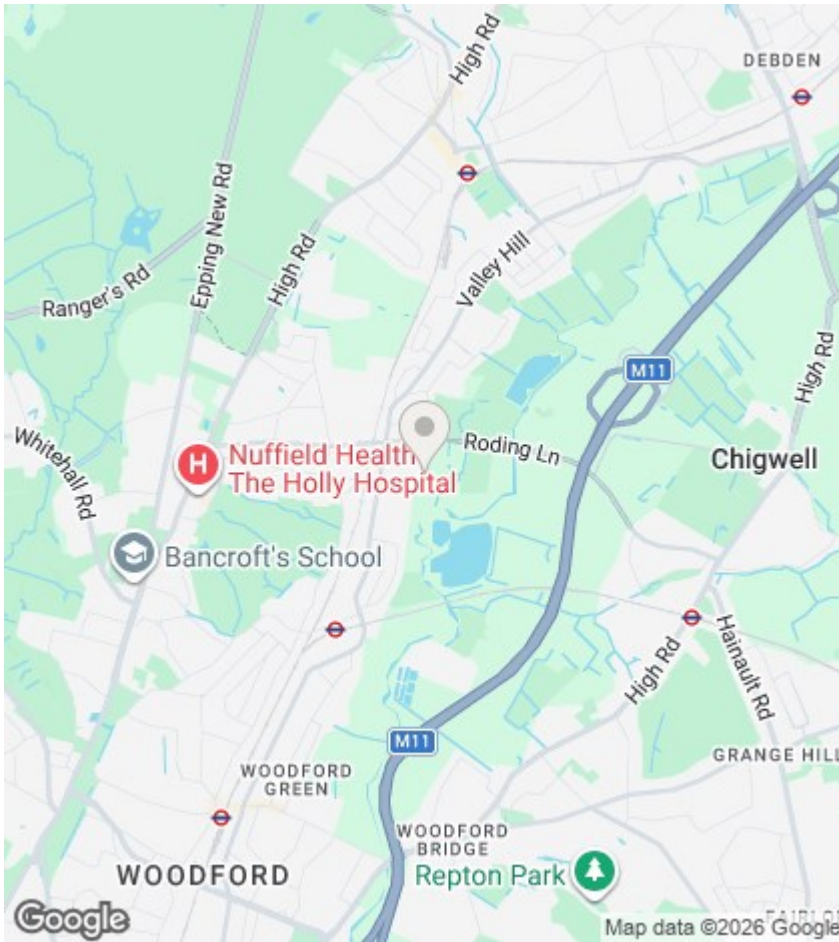 High Rd
DEBDEN
Epping New Rd
High Rd
Valley Hill
Ranger's Rd
M11
High Rd
Whitehall Rd
H
Nuffield Health,
The Holly Hospital
Roding Ln
Chigwell
Bancroft's School
High Rd
Hainault Rd
M11
GRANGE HILL
WOODFORD
GREEN
WOODFORD
BRIDGE
WOODFORD
Repton Park
Google
Map data ©2026 Google